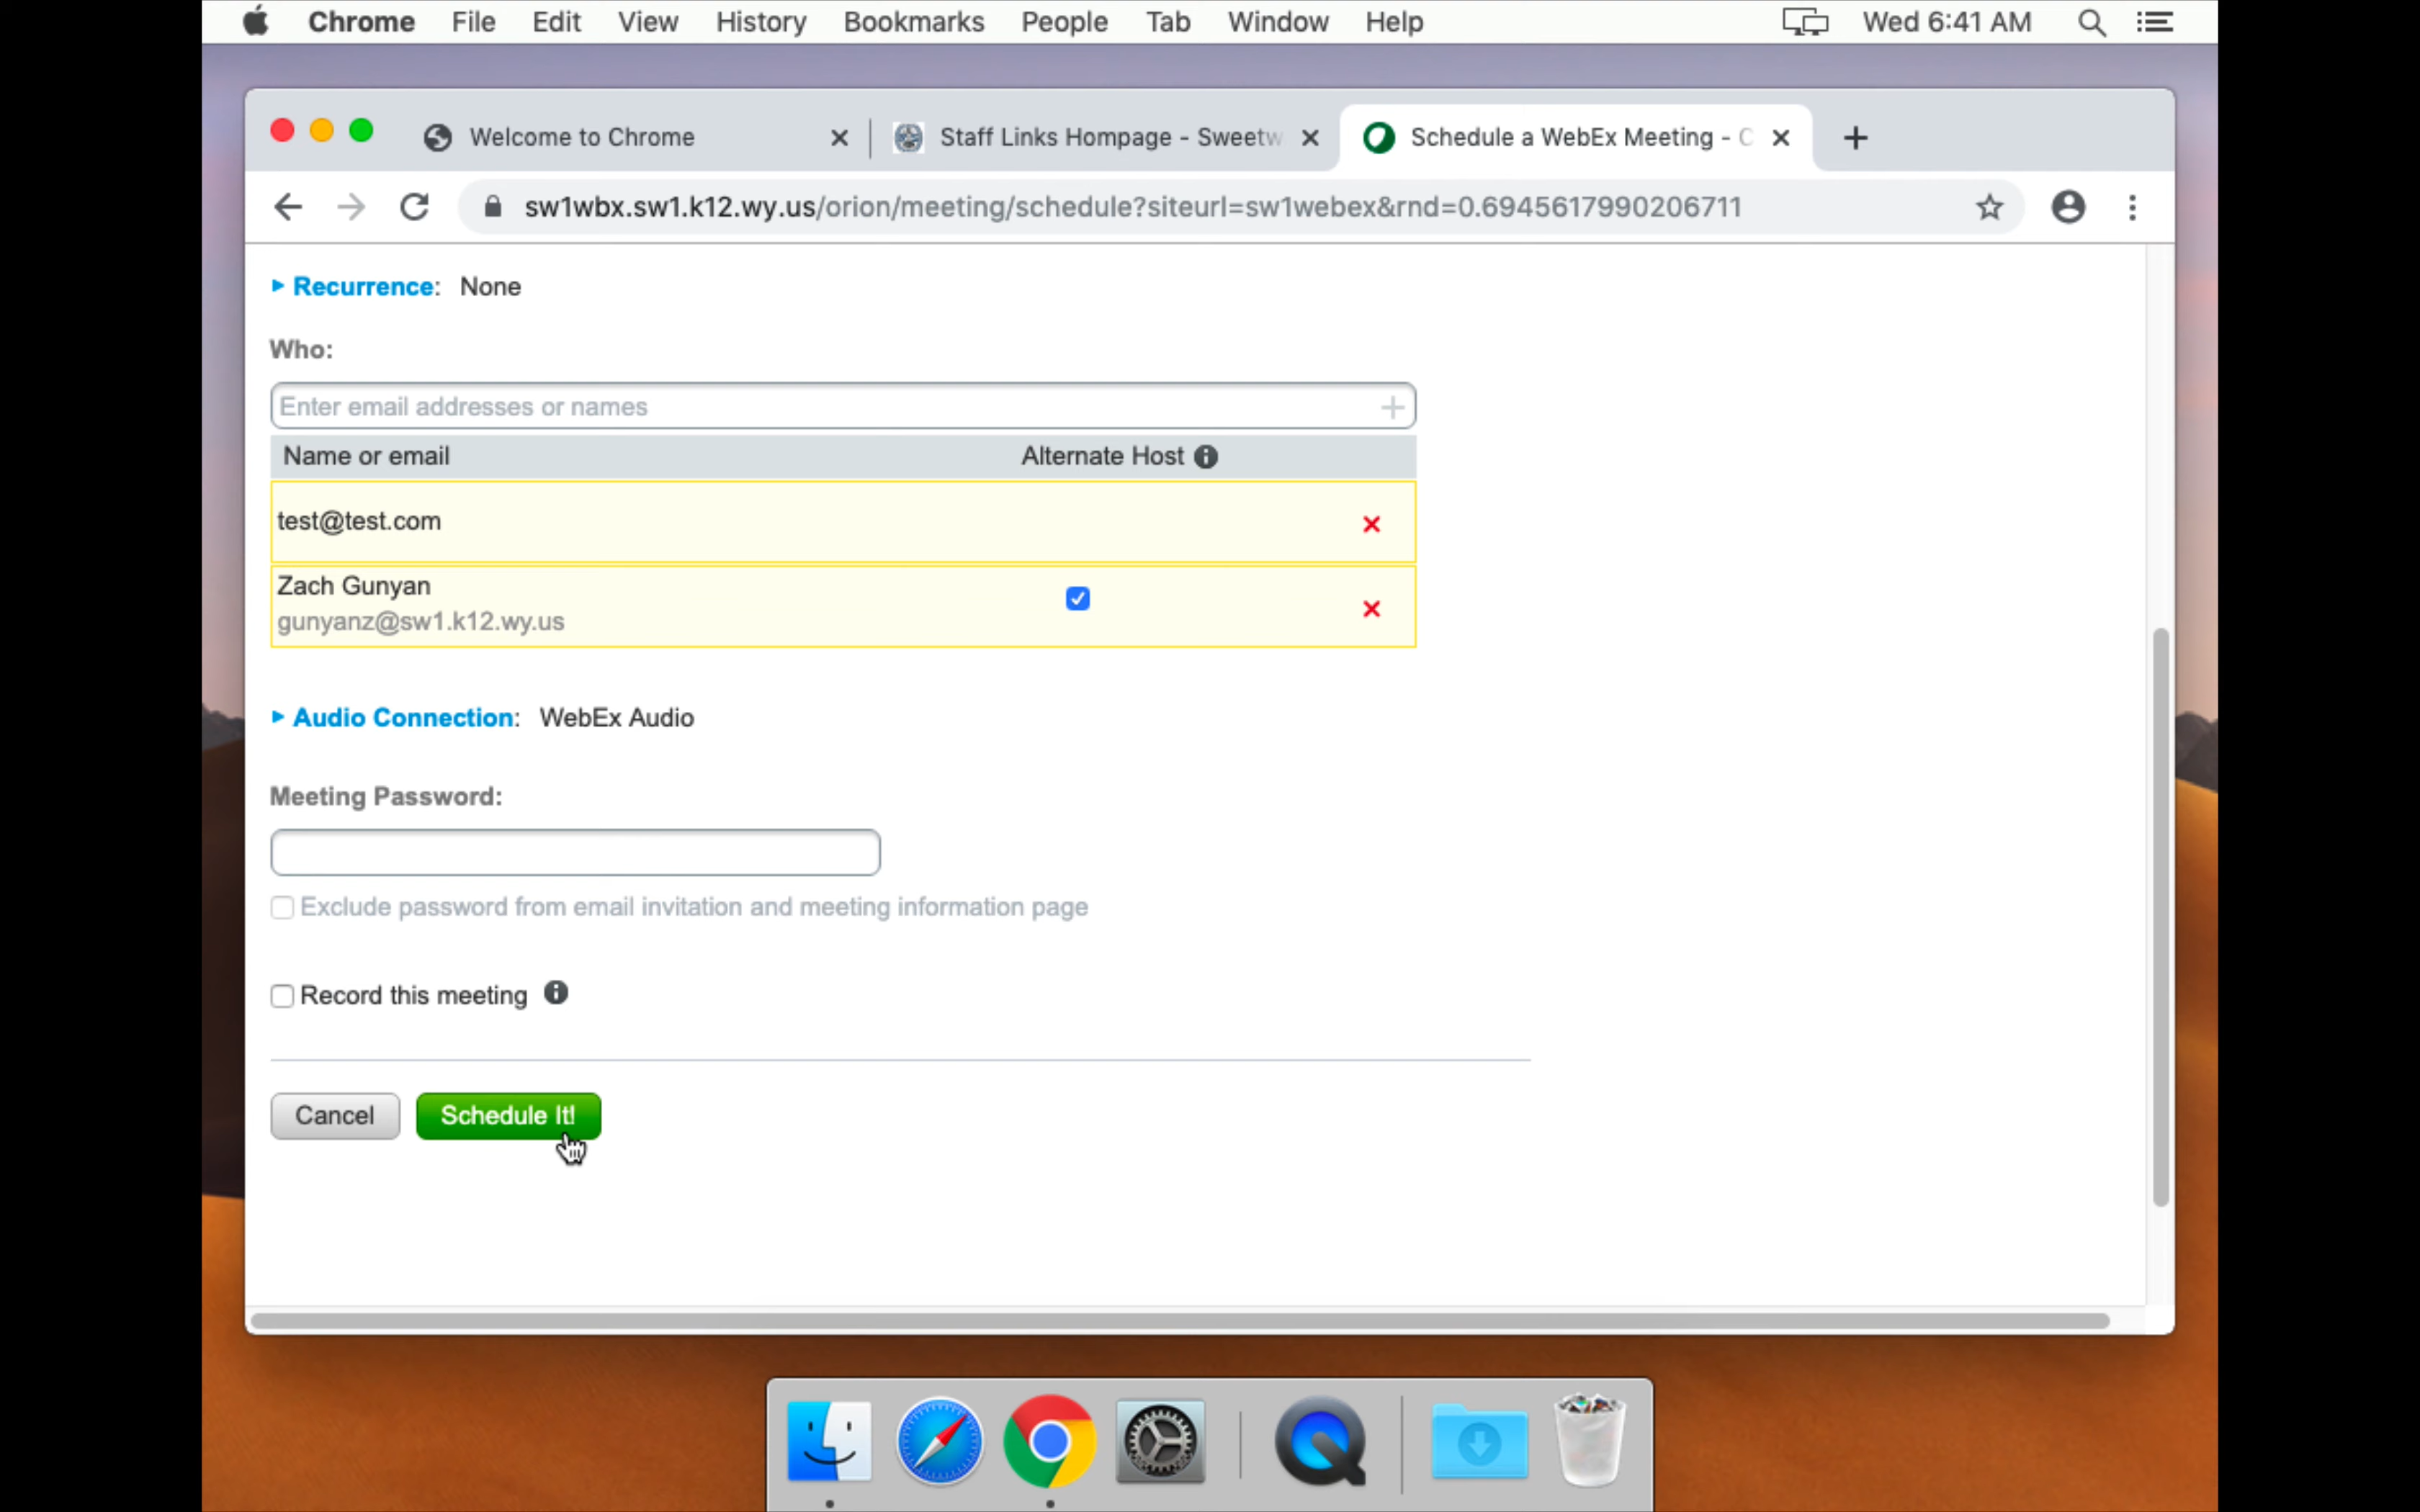 Chrome File Edit View History Bookmarks People Tab Window Help Wed 6:41 AM
Welcome to Chrome Staff Links Hompage - Sweetw Schedule a WebEx Meeting - C
sw1wbx.sw1.k12.wy.us/orion/meeting/schedule?siteurl=sw1webex&rnd=0.6945617990206711
Recurrence: None
Who:
Enter email addresses or names
Name or email Alternate Host
test@test.com
Zach Gunyan
gunyanz@sw1.k12.wy.us
Audio Connection: WebEx Audio
Meeting Password:
Exclude password from email invitation and meeting information page
Record this meeting
Cancel Schedule It!